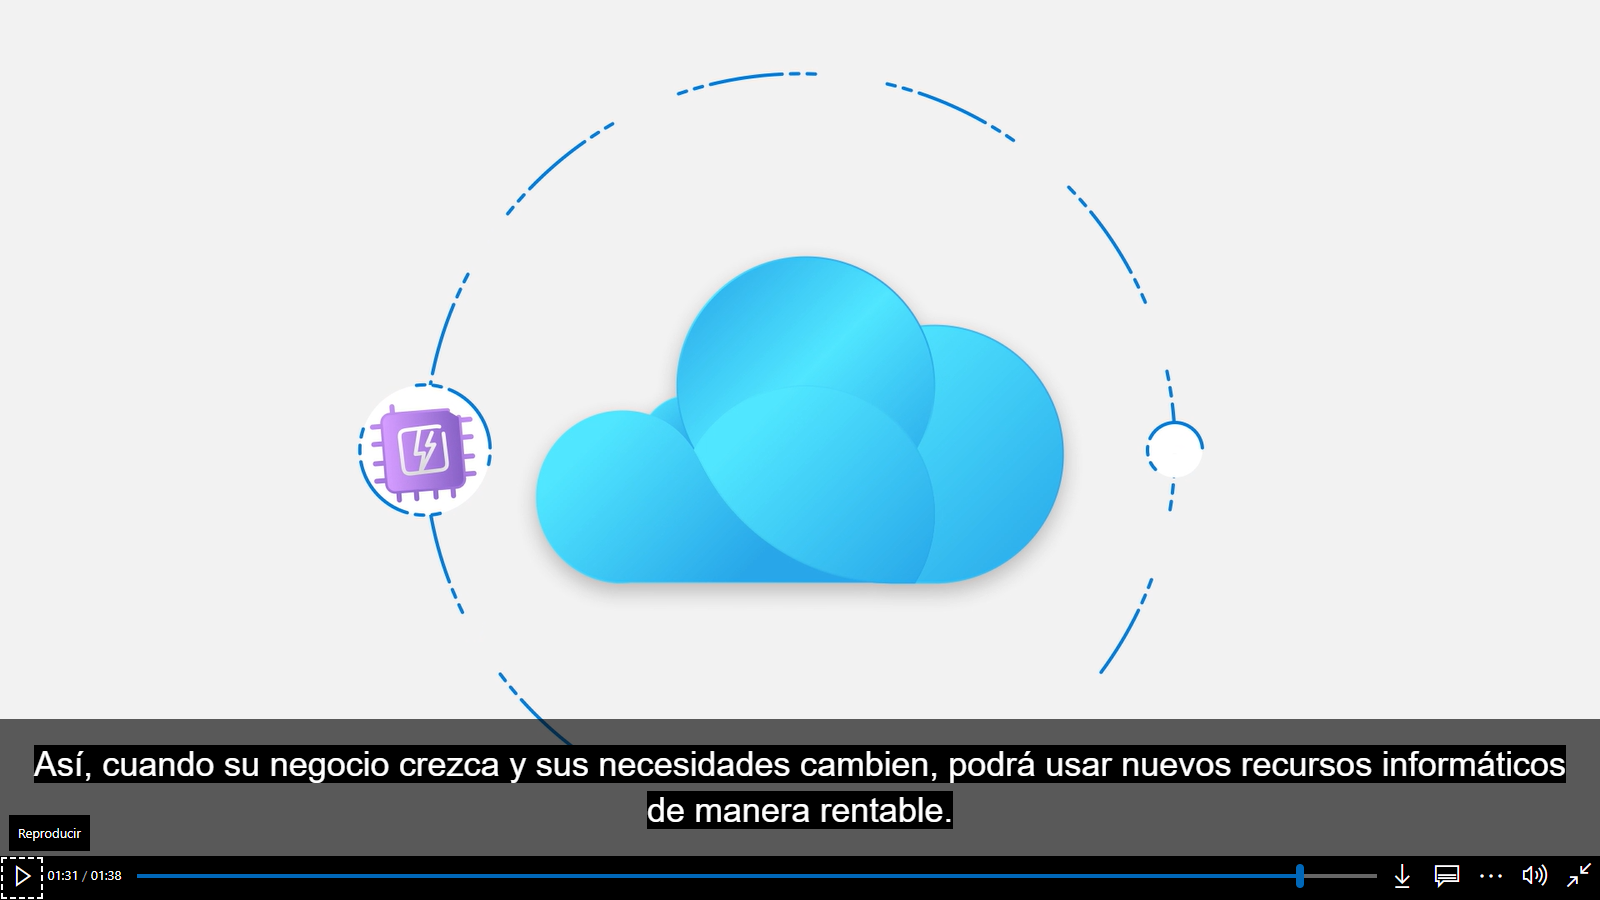 Así, cuando su negocio crezca y sus necesidades cambien, podrá usar nuevos recursos informáticos
de manera rentable.
Reproducir
01:31 / 01:38